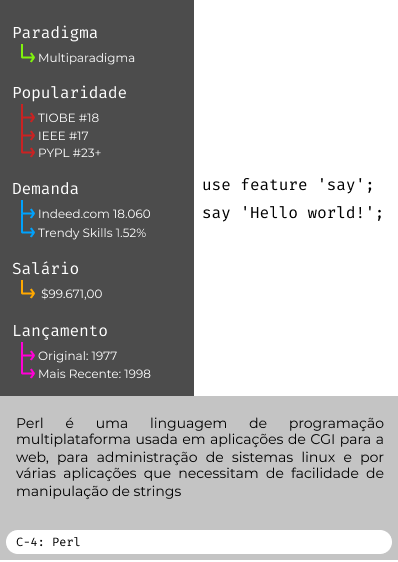 Paradigma
Multiparadigma
Popularidade
TIOBE #18
IEEE #17
PYPL #23+
Demanda
Indeed.com 18.060
Trendy Skills 1.52%
Salário
$99.671,00
Lançamento
Original: 1977
Mais Recente: 1998
use feature 'say';
say 'Hello world!';
Perl é uma linguagem de programação
multiplataforma usada em aplicações de CGI para a
web, para administração de sistemas linux e por
várias aplicações que necessitam de facilidade de
manipulação de strings
C-4: Perl